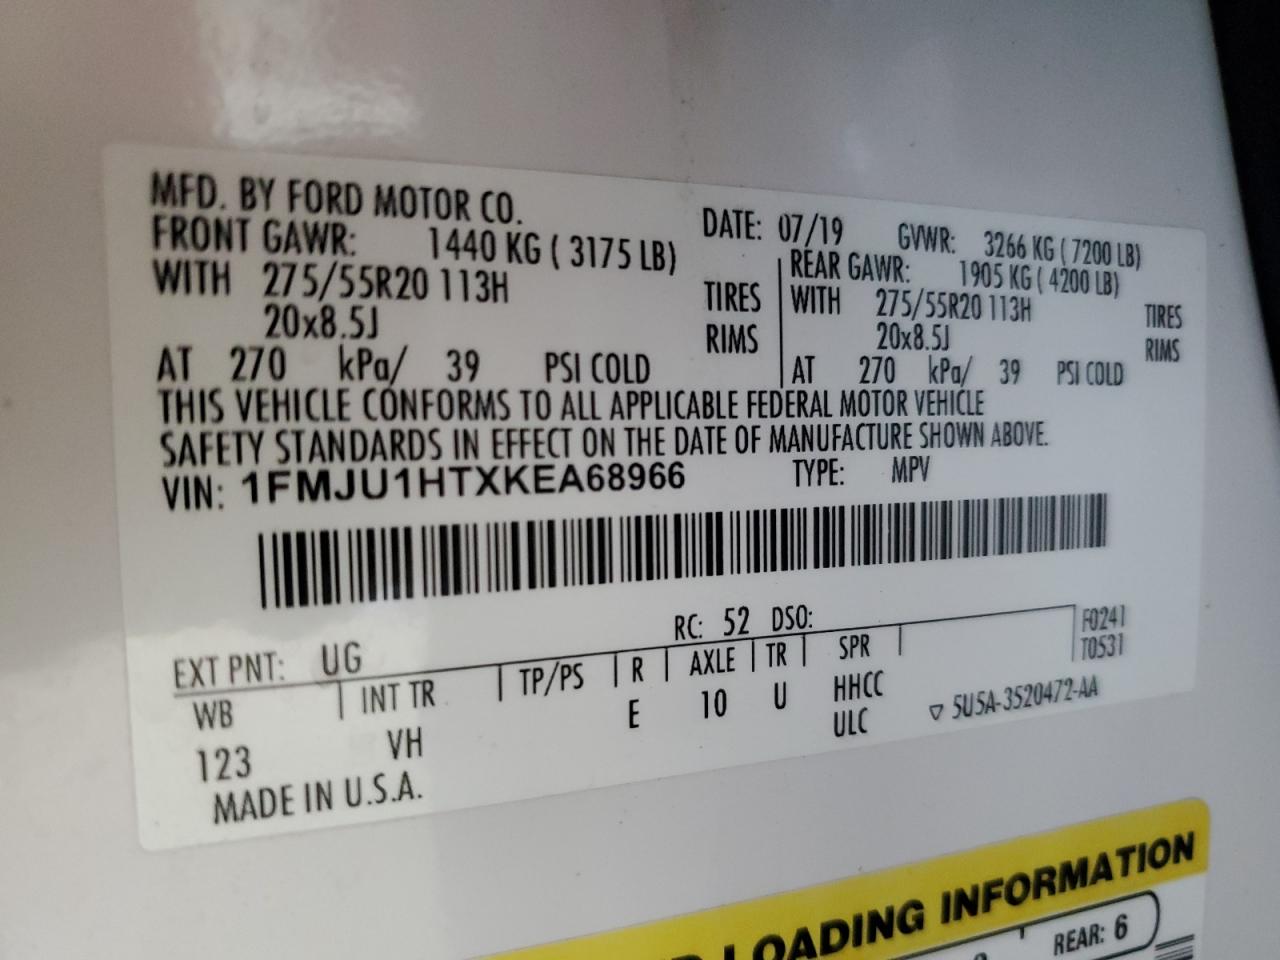 MFD. BY FORD MOTOR CO.
DATE: 07/19 GVWR: 3266 KG ( 7200 LB)
FRONT GAWR: 1440 KG ( 3175 LB) REAR GAWR: 1905 KG ( 4200 LB)
WITH 275/55R20 113H TIRES WITH 275/55R20 113H TIRES
20x8.5J RIMS 20x8.5J RIMS
AT 270 kPa/ 39 PSI COLD AT 270 kPa/ 39 PSI COLD
THIS VEHICLE CONFORMS TO ALL APPLICABLE FEDERAL MOTOR VEHICLE
SAFETY STANDARDS IN EFFECT ON THE DATE OF MANUFACTURE SHOWN ABOVE.
VIN: 1FMJU1HTXKEA68966 TYPE: MPV
EXT PNT: UG RC: 52 DSO: F0241
WB INT TR TP/PS R AXLE TR SPR T0531
123 VH E 10 U HHCC
ULC ▽ 5U5A-3520472-AA
MADE IN U.S.A.
LOADING INFORMATION
REAR: 6